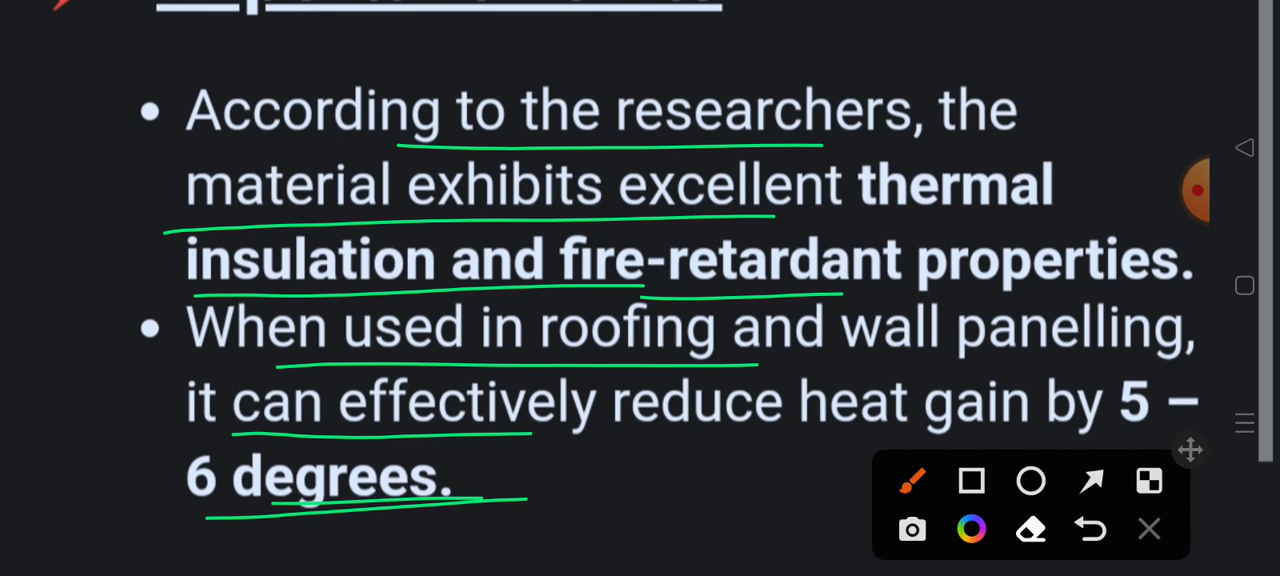 • According to the researchers, the
material exhibits excellent thermal
insulation and fire-retardant properties.
• When used in roofing and wall panelling,
it can effectively reduce heat gain by 5 –
6 degrees.